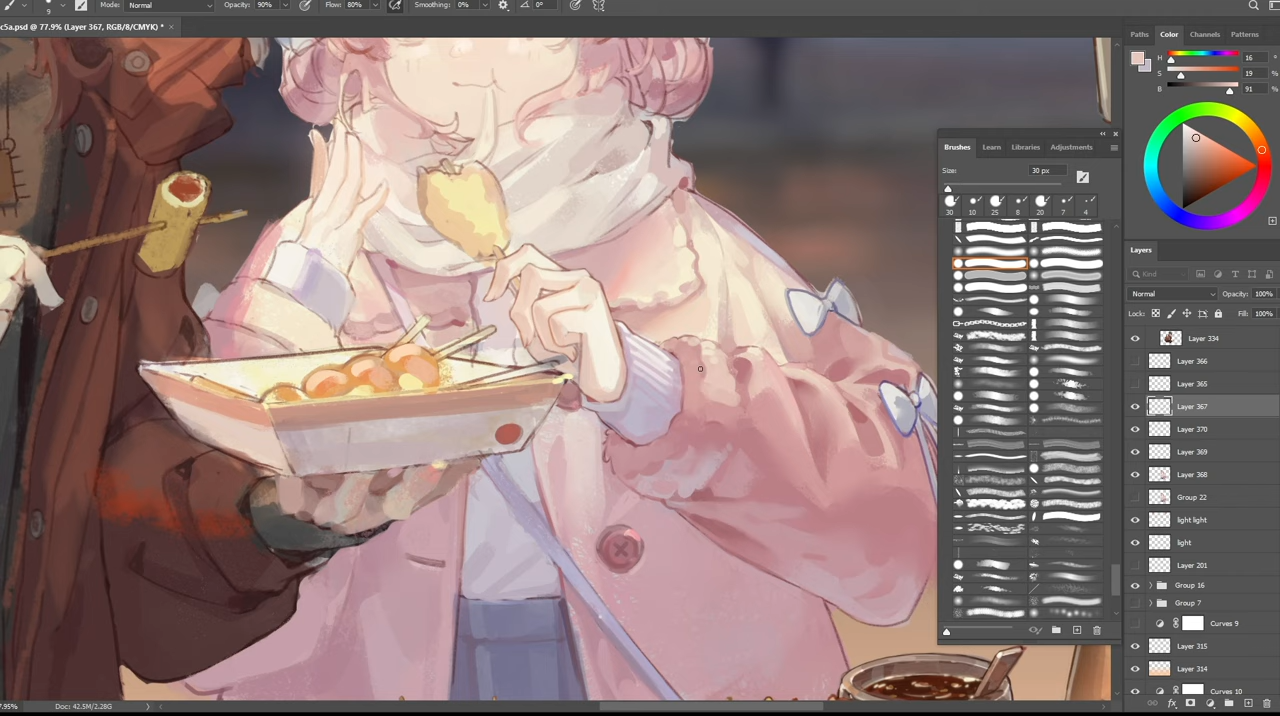 9
Mode: Normal
Opacity: 90%
Flow: 80%
Smoothing: 0%
0°
c5a.psd @ 77.9% (Layer 367, RGB/8/CMYK) * ×
Paths Color Channels Patterns
H 16 °
S 19 %
B 91 %
Brushes Learn Libraries Adjustments
Size: 30 px
30 10 25 8 20 7 4
Layers
Kind
Normal Opacity: 100%
Lock: Fill: 100%
Layer 334
Layer 366
Layer 365
Layer 367
Layer 370
Layer 369
Layer 368
Group 22
light light
light
Layer 201
Group 16
Group 7
Curves 9
Layer 315
Layer 314
Curves 10
7.95% Doc: 42.5M/2.28G